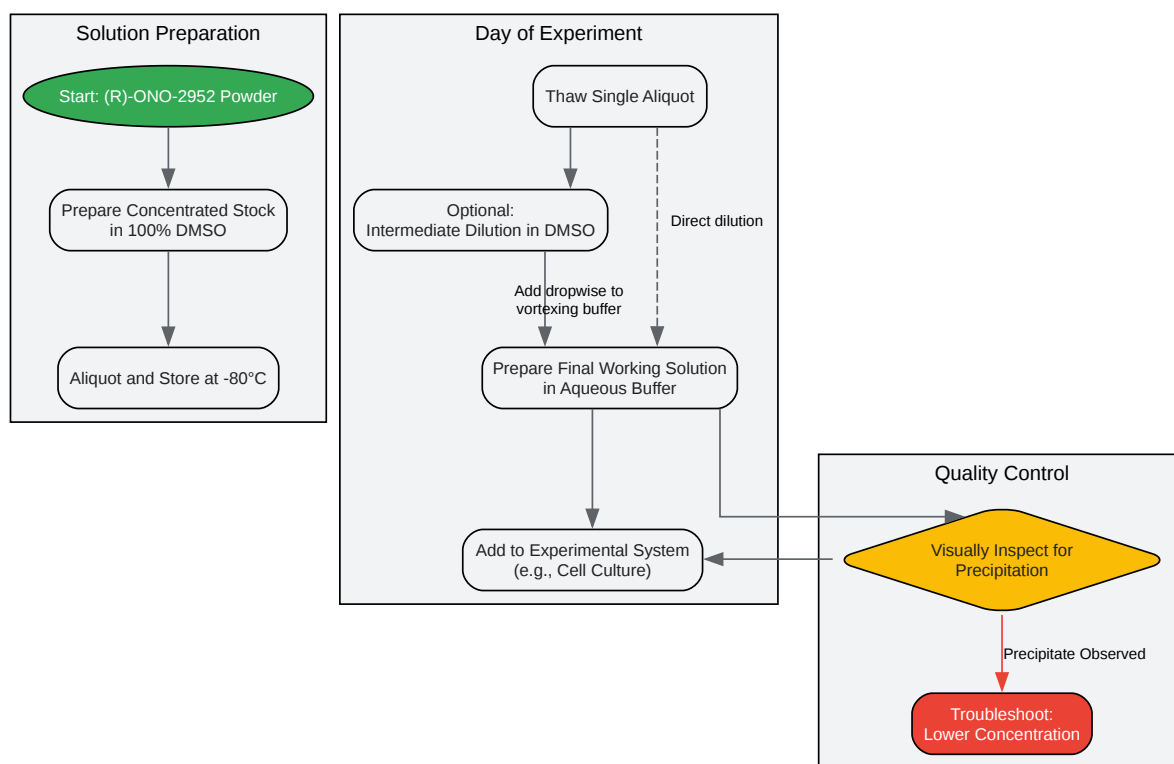 Solution Preparation
Start: (R)-ONO-2952 Powder
Prepare Concentrated Stock
in 100% DMSO
Aliquot and Store at -80°C
Day of Experiment
Thaw Single Aliquot
Optional:
Intermediate Dilution in DMSO
Direct dilution
Add dropwise to
vortexing buffer
Prepare Final Working Solution
in Aqueous Buffer
Add to Experimental System
(e.g., Cell Culture)
Quality Control
Visually Inspect for
Precipitation
Precipitate Observed
Troubleshoot:
Lower Concentration